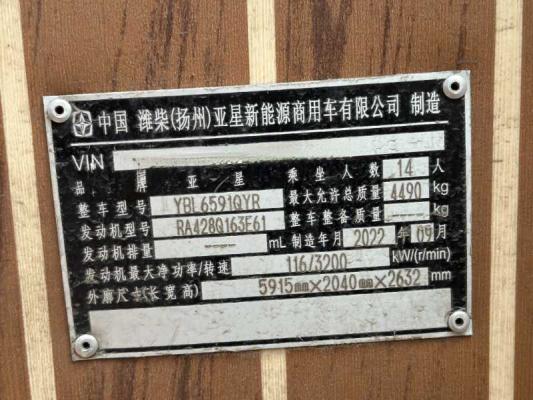 中国 潍柴(扬州)亚星新能源商用车有限公司 制造
VIN
品 牌 亚 星 乘 坐 人 数 14 人
整车型号 YBL6591QYR 最大允许总质量 4490 kg
发动机型号 RA428Q163E61 整车整备质量 ---- kg
发动机排量 ---- mL 制造年月 2022 年 09 月
发动机最大净功率/转速 116/3200 kW/(r/min)
外廓尺寸(长宽高) 5915mm×2040mm×2632 mm